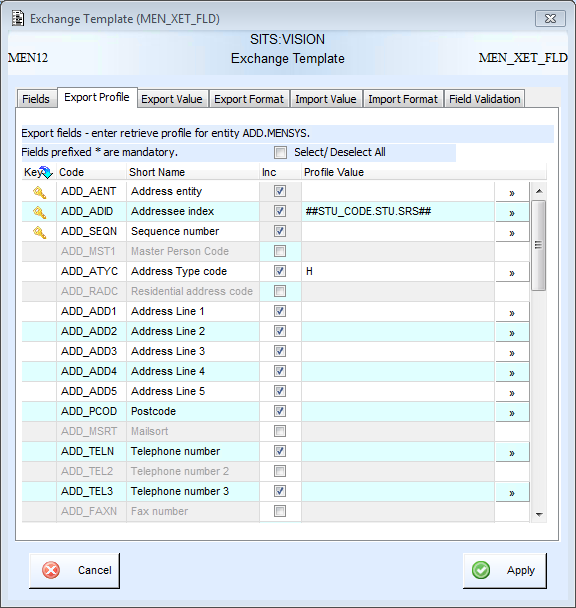 Exchange Template (MEN_XET_FLD)
SITS:VISION
MEN12 Exchange Template MEN_XET_FLD
Fields Export Profile Export Value Export Format Import Value Import Format Field Validation
Export fields - enter retrieve profile for entity ADD.MENSYS.
Fields prefixed * are mandatory. Select/Deselect All
Key Code Short Name Inc Profile Value
ADD_AENT Address entity »
ADD_ADID Addressee index ##STU_CODE.STU.SRS## »
ADD_SEQN Sequence number »
ADD_MST1 Master Person Code
ADD_ATYC Address Type code H »
ADD_RADC Residential address code
ADD_ADD1 Address Line 1 »
ADD_ADD2 Address Line 2 »
ADD_ADD3 Address Line 3 »
ADD_ADD4 Address Line 4 »
ADD_ADD5 Address Line 5 »
ADD_PCOD Postcode »
ADD_MSRT Mailsort
ADD_TELN Telephone number »
ADD_TEL2 Telephone number 2
ADD_TEL3 Telephone number 3 »
ADD_FAXN Fax number
Cancel Apply